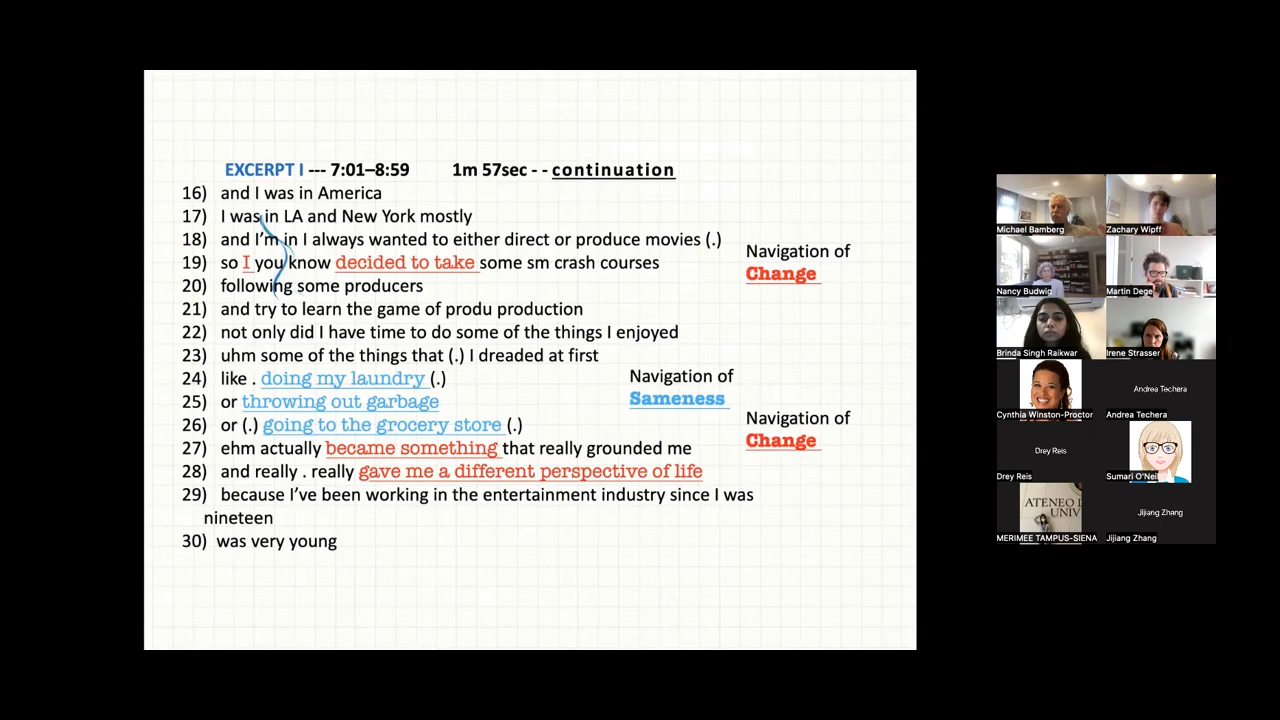 EXCERPT I --- 7:01–8:59 1m 57sec - - continuation
16) and I was in America
17) I was in LA and New York mostly
18) and I'm in I always wanted to either direct or produce movies (.)
19) so I you know decided to take some sm crash courses
Navigation of
Change
20) following some producers
21) and try to learn the game of produ production
22) not only did I have time to do some of the things I enjoyed
23) uhm some of the things that (.) I dreaded at first
24) like . doing my laundry (.)
25) or throwing out garbage
Navigation of
Sameness
26) or (.) going to the grocery store (.)
27) ehm actually became something that really grounded me
Navigation of
Change
28) and really . really gave me a different perspective of life
29) because I've been working in the entertainment industry since I was
nineteen
30) was very young
Michael Bamberg
Zachary Wipff
Nancy Budwig
Martin Dege
Brinda Singh Raikwar
Irene Strasser
Cynthia Winston-Proctor
Andrea Techera
Andrea Techera
Drey Reis
Drey Reis
Sumari O'Neil
ATENEO D
UNIV
MERIMEE TAMPUS-SIENA
Jijiang Zhang
Jijiang Zhang